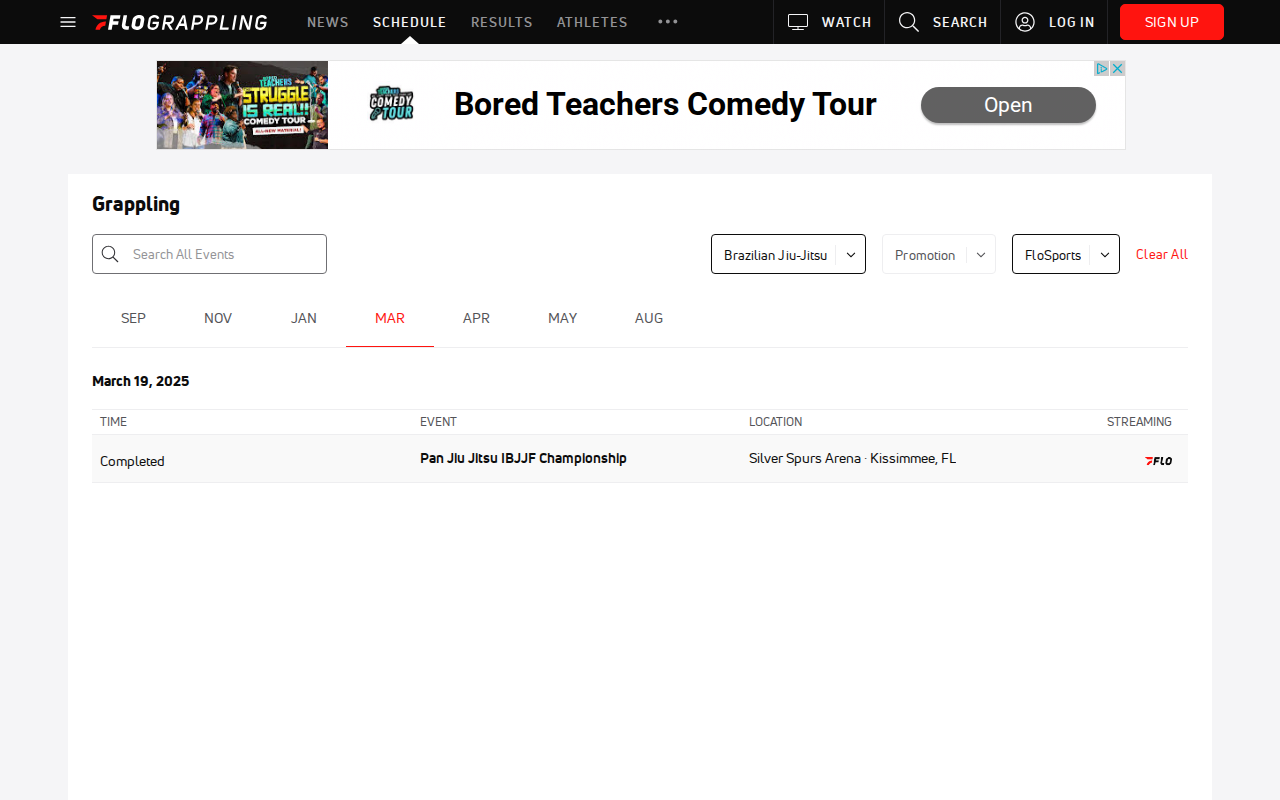 FLOGRAPPLING NEWS SCHEDULE RESULTS ATHLETES WATCH SEARCH LOG IN SIGN UP
BORED TEACHERS
STRUGGLE
IS REAL!!
COMEDY TOUR
ALL-NEW MATERIAL!
COMEDY
TOUR
Bored Teachers Comedy Tour
Open
Grappling
Search All Events
Brazilian Jiu-Jitsu Promotion FloSports Clear All
SEP NOV JAN MAR APR MAY AUG
March 19, 2025
TIME EVENT LOCATION STREAMING
Completed Pan Jiu Jitsu IBJJF Championship Silver Spurs Arena · Kissimmee, FL FLO